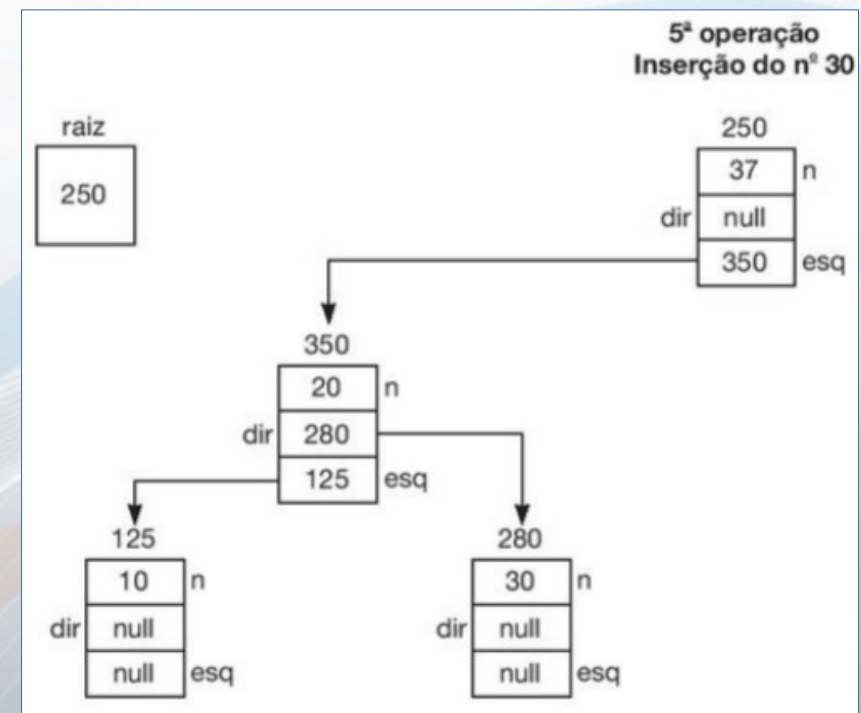 5ª operação
Inserção do nº 30
raiz
250
250
37 n
dir null
350 esq
350
20 n
dir 280
125 esq
125
10 n
dir null
null esq
280
30 n
dir null
null esq